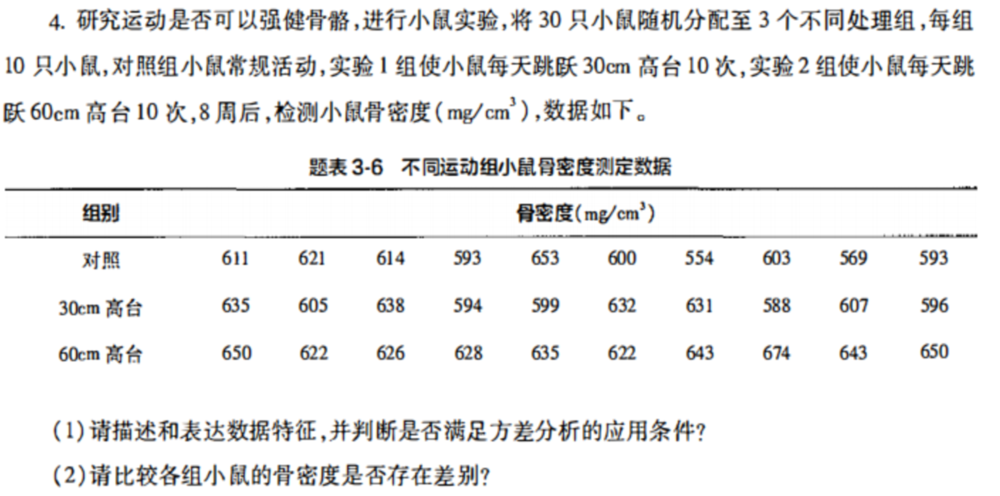 4. 研究运动是否可以强健骨骼,进行小鼠实验,将 30 只小鼠随机分配至 3 个不同处理组,每组
10 只小鼠,对照组小鼠常规活动,实验 1 组使小鼠每天跳跃 30cm 高台 10 次,实验 2 组使小鼠每天跳
跃 60cm 高台 10 次,8 周后,检测小鼠骨密度(mg/cm³),数据如下。
题表 3-6 不同运动组小鼠骨密度测定数据
组别 骨密度(mg/cm³)
对照 611 621 614 593 653 600 554 603 569 593
30cm 高台 635 605 638 594 599 632 631 588 607 596
60cm 高台 650 622 626 628 635 622 643 674 643 650
(1)请描述和表达数据特征,并判断是否满足方差分析的应用条件?
(2)请比较各组小鼠的骨密度是否存在差别?